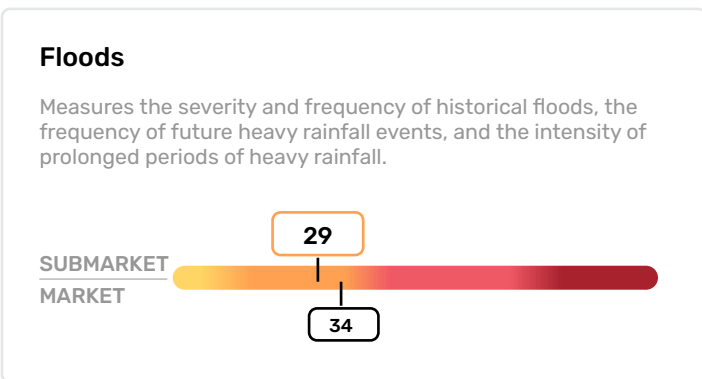 Floods
Measures the severity and frequency of historical floods, the
frequency of future heavy rainfall events, and the intensity of
prolonged periods of heavy rainfall.
29
SUBMARKET
MARKET
34